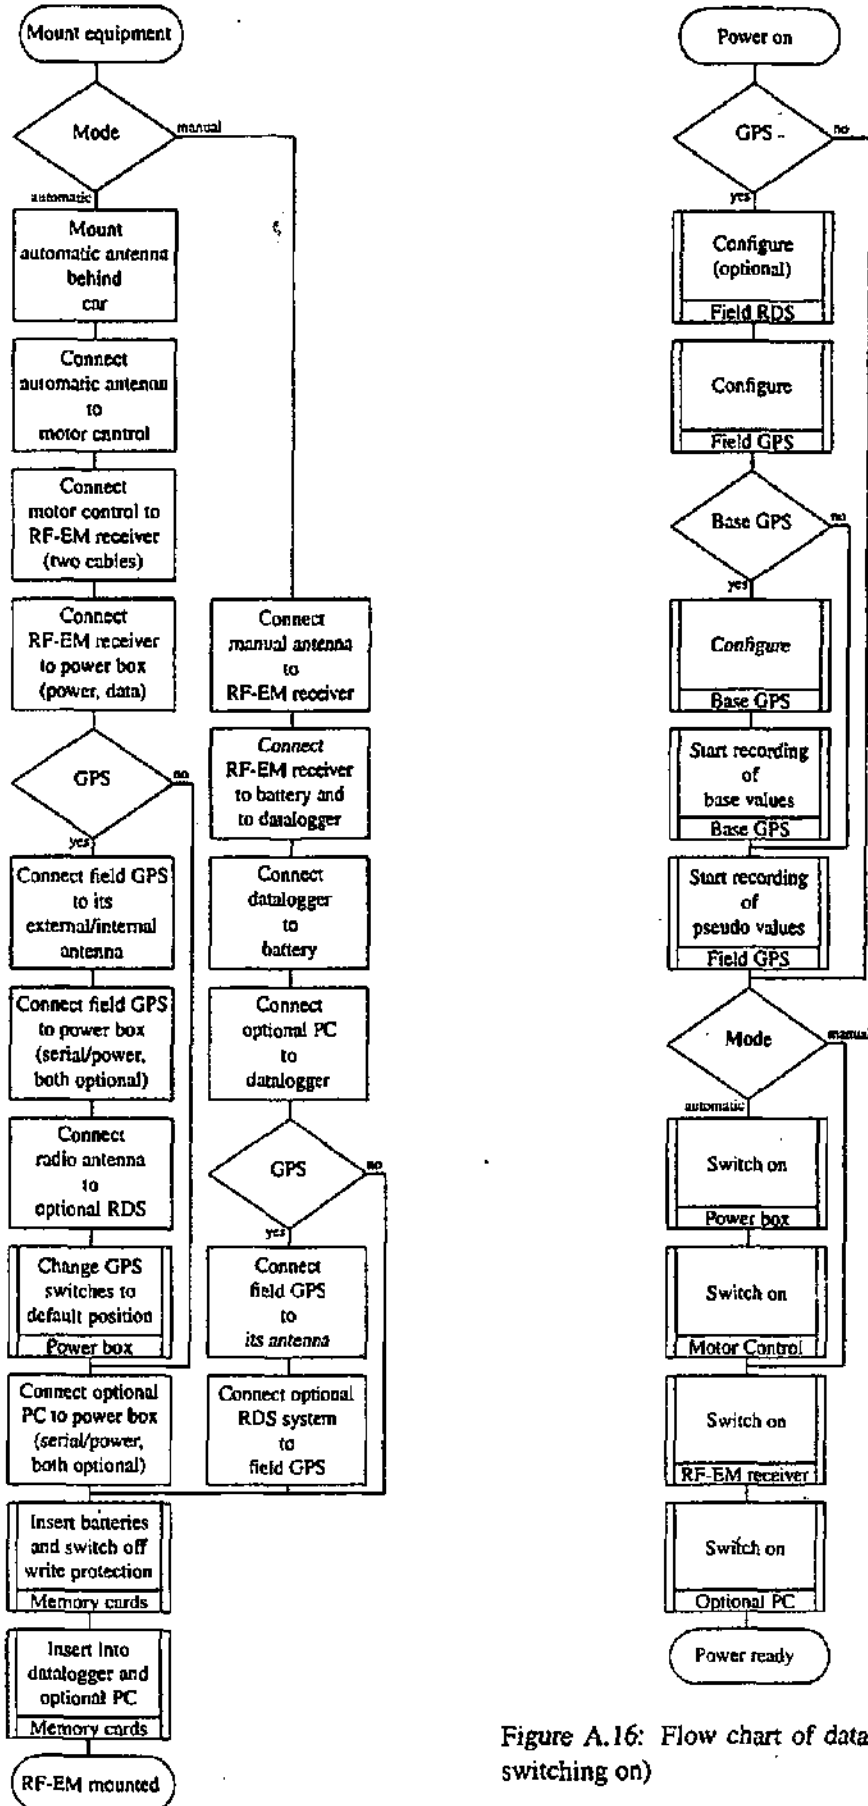 Mount equipment
Mode
manual
automatic
Mount
automatic antenna
behind
car
Connect
automatic antenna
to
motor control
Connect
motor control to
RF-EM receiver
(two cables)
Connect
RF-EM receiver
to power box
(power, data)
GPS
no
yes
Connect field GPS
to its
external/internal
antenna
Connect field GPS
to power box
(serial/power,
both optional)
Connect
radio antenna
to
optional RDS
Change GPS
switches to
default position
Power box
Connect optional
PC to power box
(serial/power,
both optional)
Insert batteries
and switch off
write protection
Memory cards
Insert into
datalogger and
optional PC
Memory cards
RF-EM mounted
Connect
manual antenna
to
RF-EM receiver
Connect
RF-EM receiver
to battery and
to datalogger
Connect
datalogger
to
battery
Connect
optional PC
to
datalogger
GPS
no
yes
Connect
field GPS
to
its antenna
Connect optional
RDS system
to
field GPS
Power on
GPS
no
yes
Configure
(optional)
Field RDS
Configure
Field GPS
Base GPS
no
yes
Configure
Base GPS
Start recording
of
base values
Base GPS
Start recording
of
pseudo values
Field GPS
Mode
manual
automatic
Switch on
Power box
Switch on
Motor Control
Switch on
RF-EM receiver
Switch on
Optional PC
Power ready
Figure A.16: Flow chart of data
switching on)